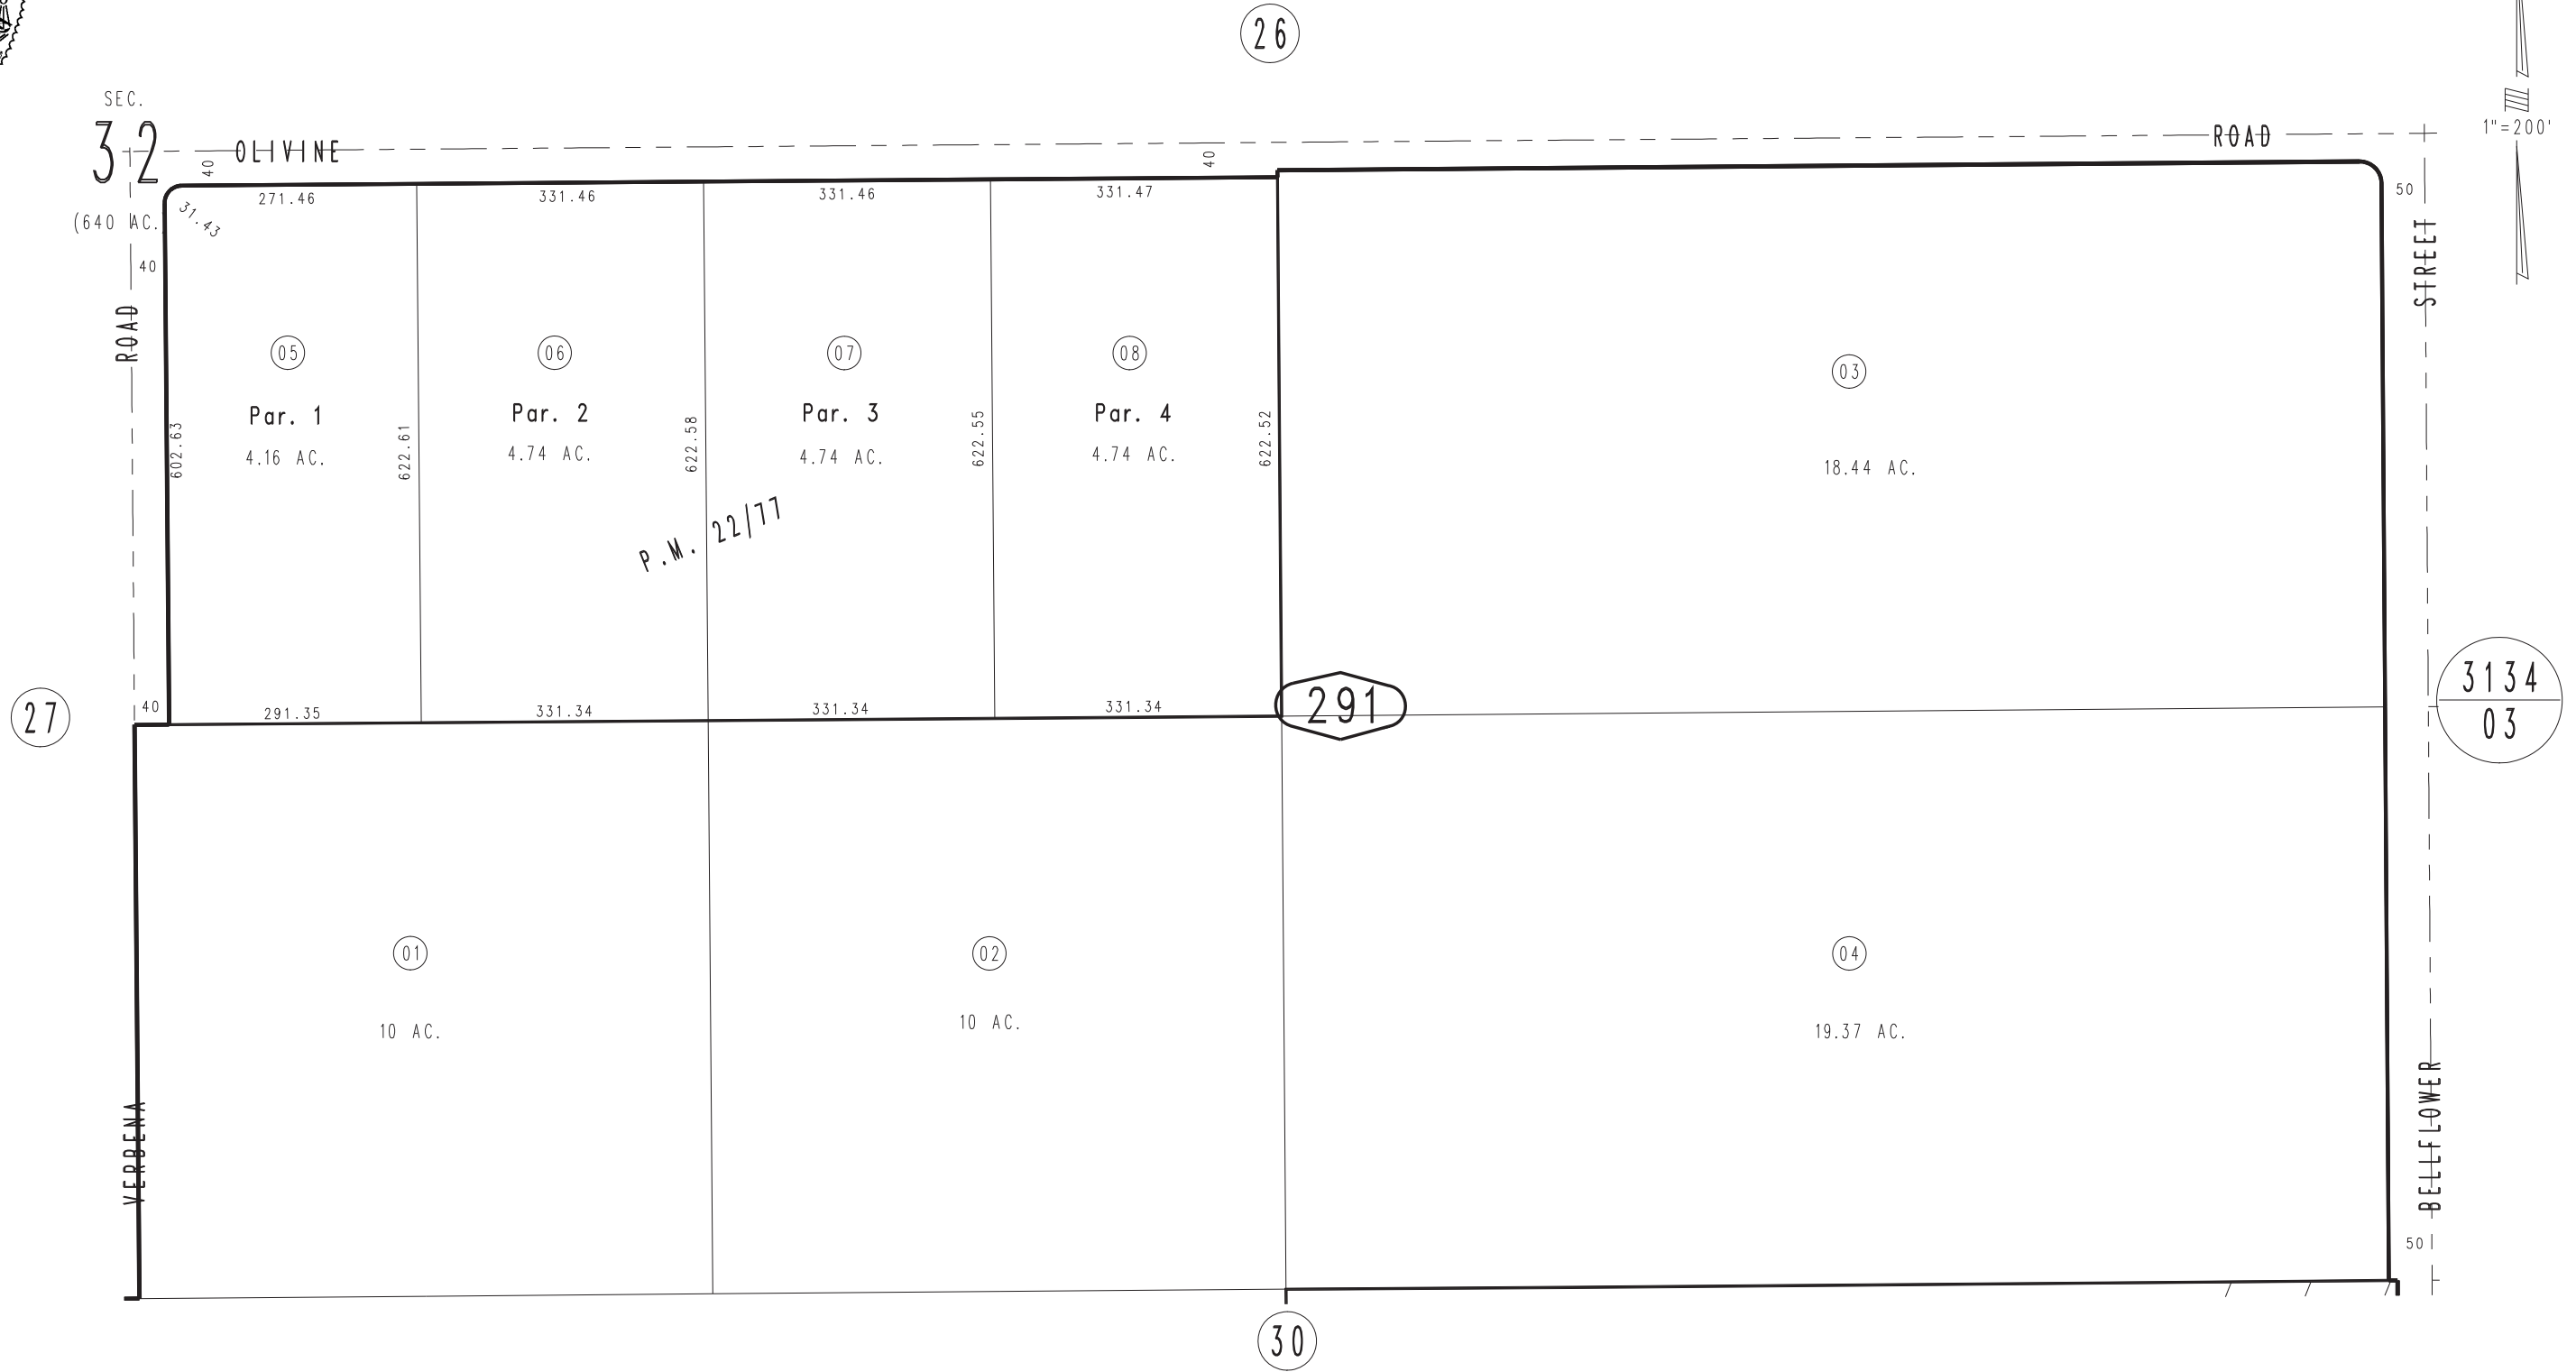 26
SEC.
32
(640 AC.
1"=200'
OLIVINE ROAD
40
40
50
271.46
331.46
331.46
331.47
31.43
40
ROAD
STREET
05
06
07
08
03
Par. 1
Par. 2
Par. 3
Par. 4
4.16 AC.
4.74 AC.
4.74 AC.
4.74 AC.
18.44 AC.
602.63
622.61
622.58
622.55
622.52
P.M. 22/77
27
40
291.35
331.34
331.34
331.34
291
3134
03
01
02
04
10 AC.
10 AC.
19.37 AC.
VERBENA
BELLFLOWER
50
30